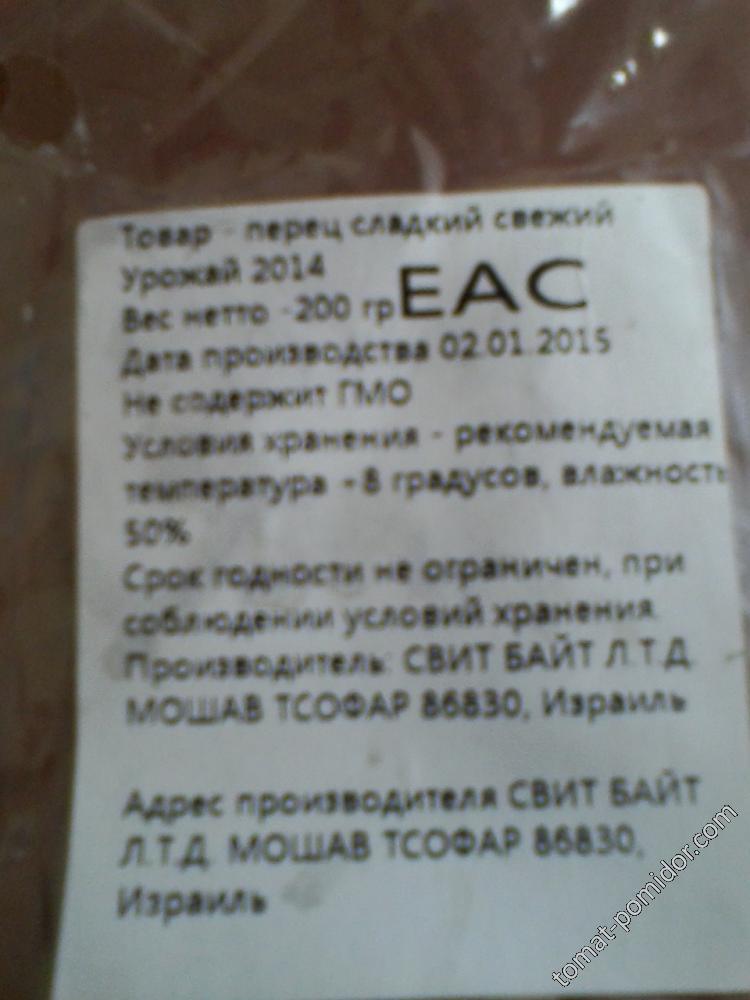 Товар - перец сладкий свежий
Урожай 2014
Вес нетто -200 гр ЕАС
Дата производства 02.01.2015
Не содержит ГМО
Условия хранения - рекомендуемая
температура +8 градусов, влажность
50%
Срок годности не ограничен, при
соблюдении условий хранения.
Производитель: СВИТ БАЙТ Л.Т.Д.
МОШАВ ТСОФАР 86830, Израиль
Адрес производителя СВИТ БАЙТ
Л.Т.Д. МОШАВ ТСОФАР 86830,
Израиль
tomat-pomidor.com